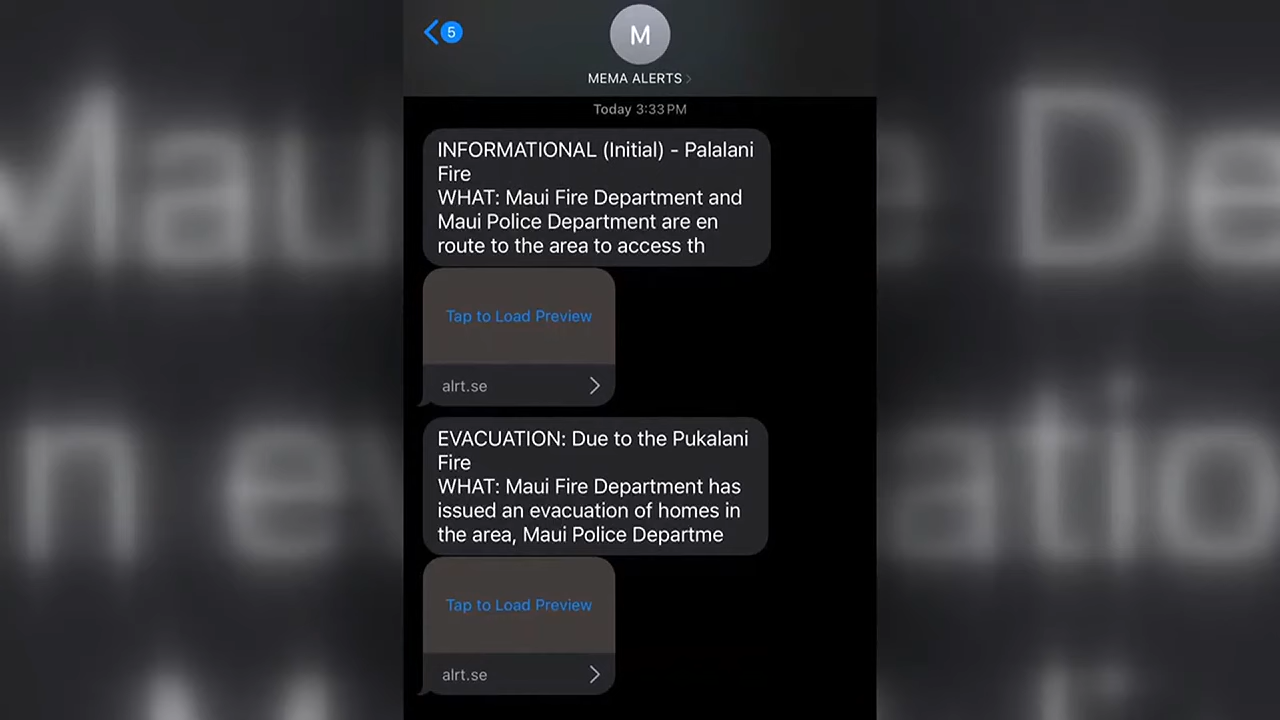 5
M
MEMA ALERTS
Today 3:33 PM
INFORMATIONAL (Initial) - Palalani
Fire
WHAT: Maui Fire Department and
Maui Police Department are en
route to the area to access th
Tap to Load Preview
alrt.se
EVACUATION: Due to the Pukalani
Fire
WHAT: Maui Fire Department has
issued an evacuation of homes in
the area, Maui Police Departme
Tap to Load Preview
alrt.se